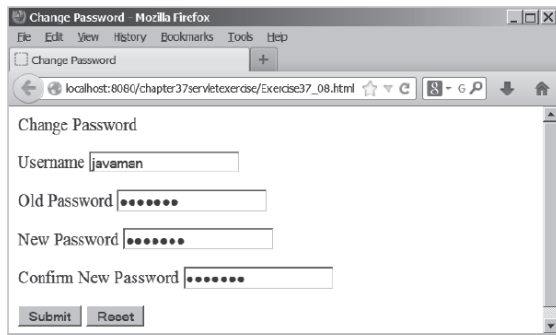 Change Password - Mozilla Firefox
File Edit View History Bookmarks Tools Help
Change Password +
localhost:8080/chapter37servletexercise/Exercise37_08.html 8 G
Change Password
Username javaman
Old Password •••••••
New Password •••••••
Confirm New Password •••••••
Submit Reset